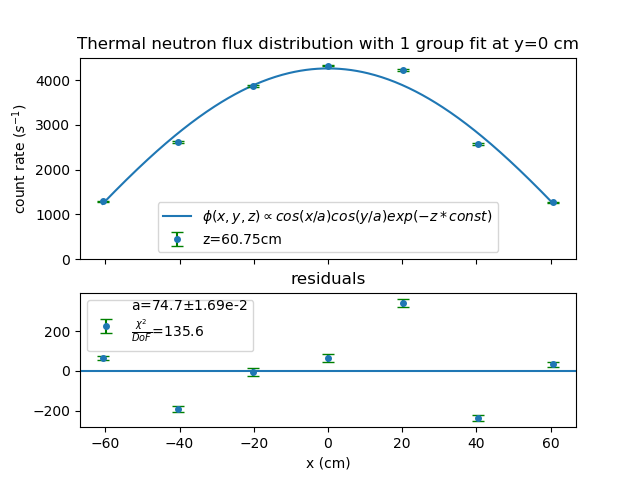 Thermal neutron flux distribution with 1 group fit at y=0 cm
4000
3000
2000
1000
0
count rate (s⁻¹)
ϕ(x, y, z) ∝ cos(x/a)cos(y/a)exp(−z * const)
z=60.75cm
residuals
a=74.7±1.69e-2
χ²/DoF=135.6
200
0
−200
−60 −40 −20 0 20 40 60
x (cm)